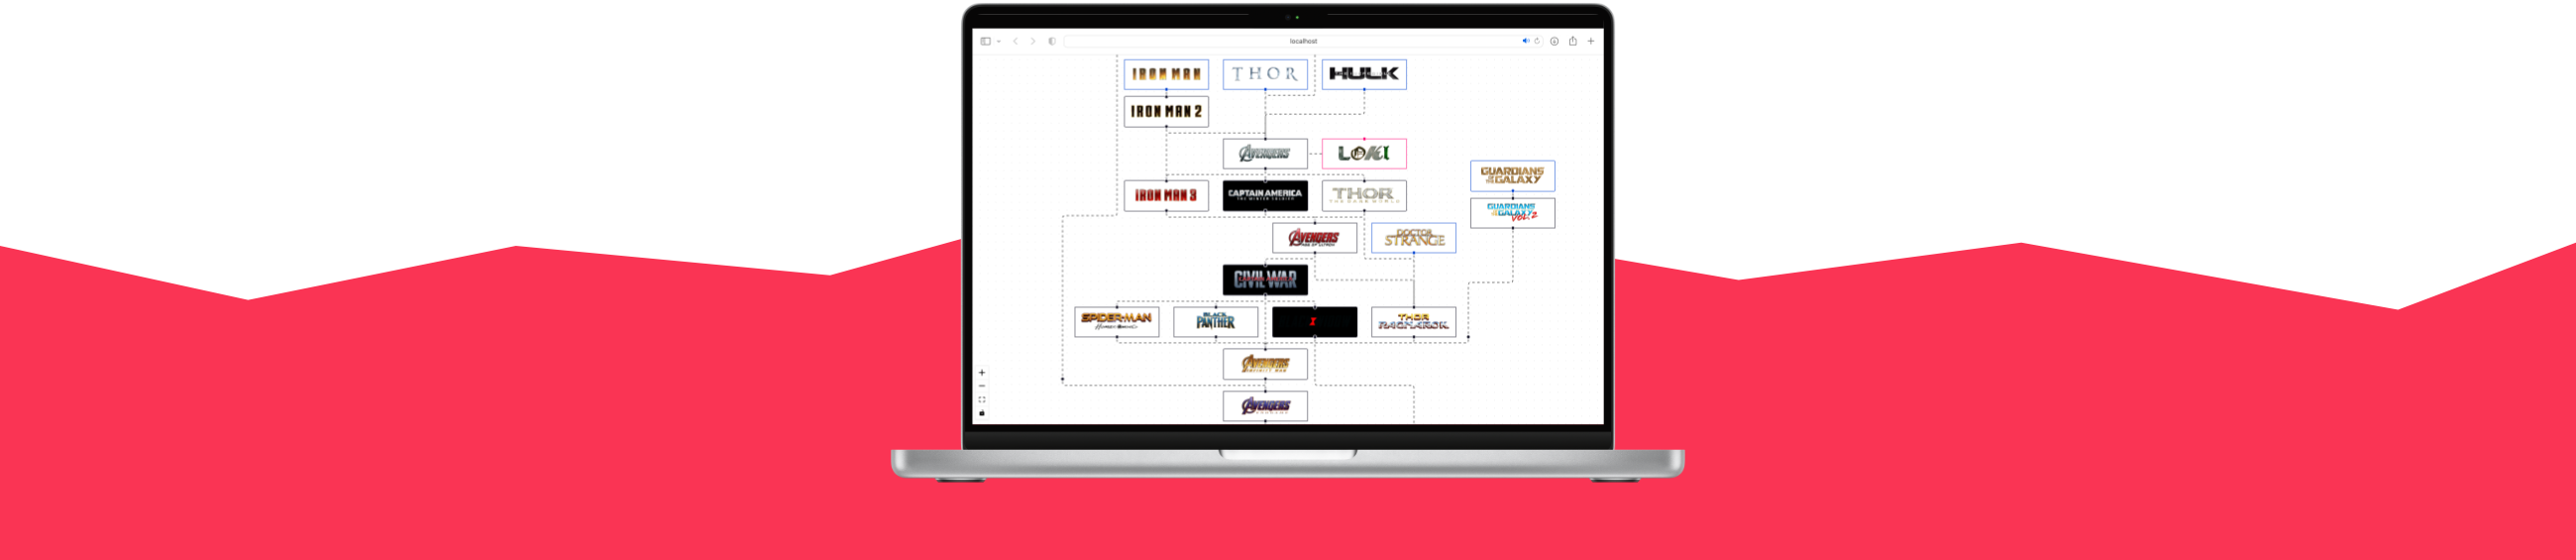 localhost
IRON MAN
THOR
HULK
IRON MAN 2
AVENGERS
LOKI
IRON MAN 3
CAPTAIN AMERICA
THE WINTER SOLDIER
THOR
THE DARK WORLD
GUARDIANS
OF THE GALAXY
GUARDIANS
OF THE GALAXY
VOL. 2
AVENGERS
AGE OF ULTRON
DOCTOR
STRANGE
CIVIL WAR
SPIDER-MAN
HOMECOMING
BLACK
PANTHER
THOR
RAGNAROK
AVENGERS
INFINITY WAR
AVENGERS